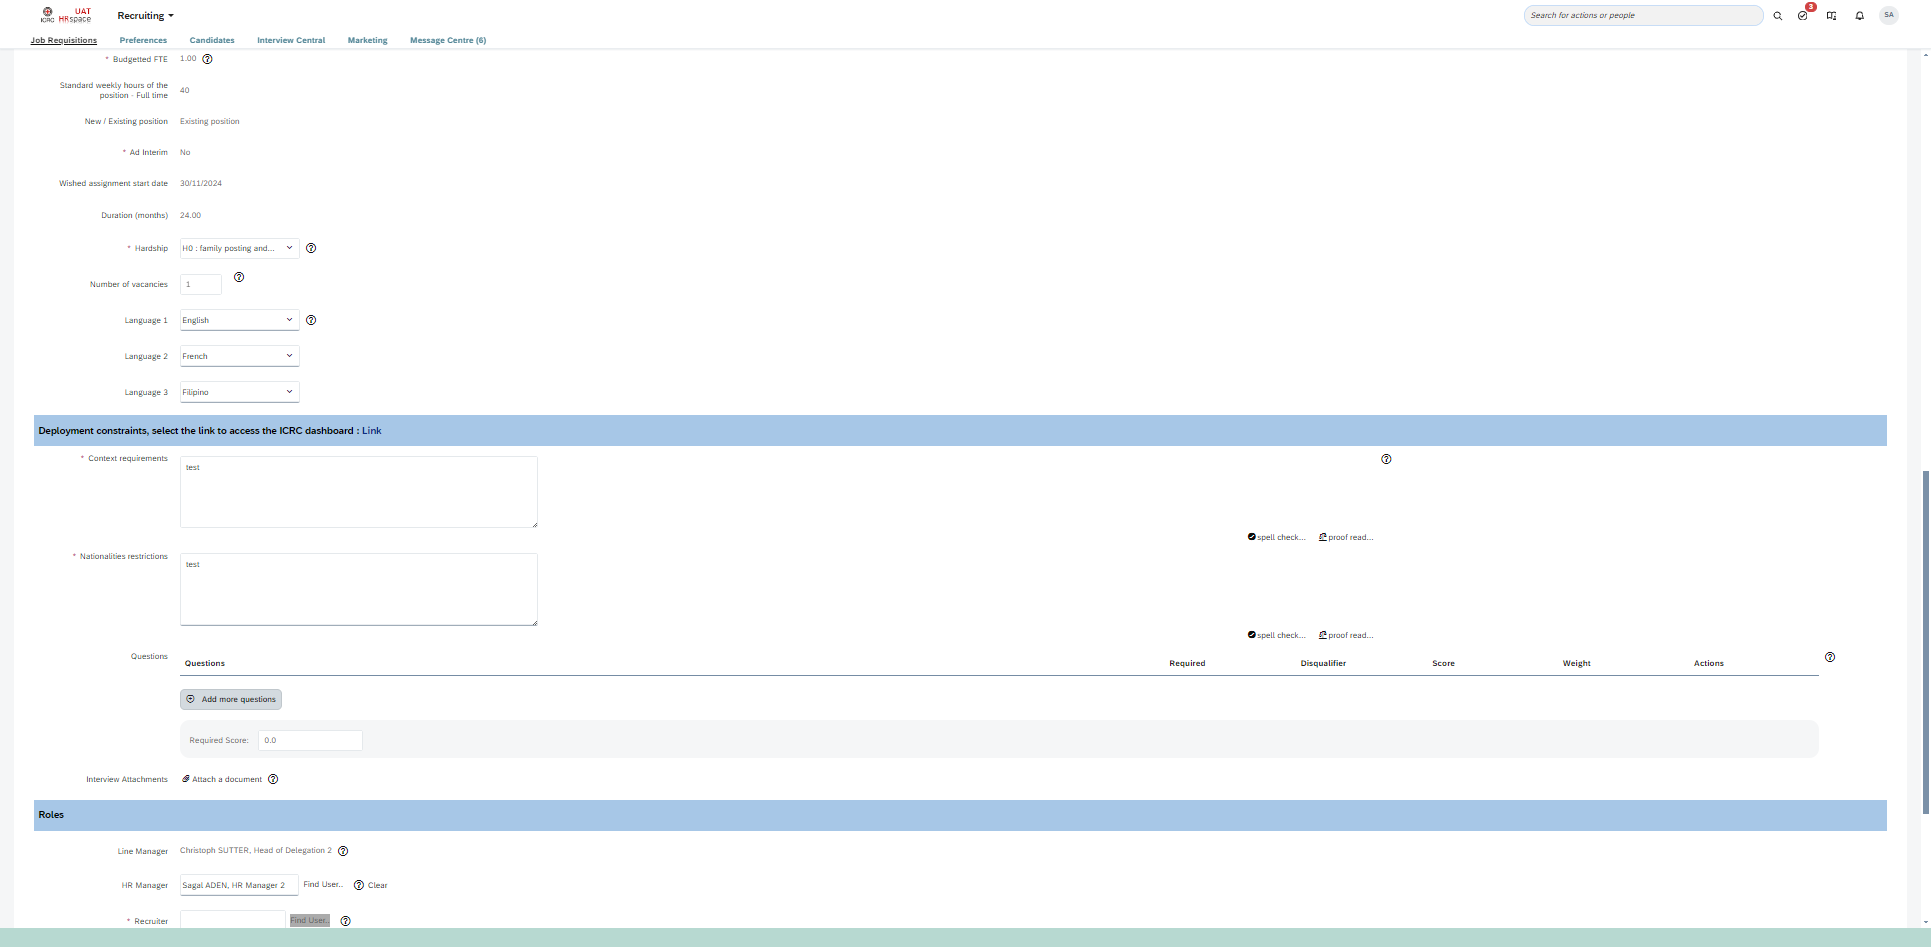 ICRC UAT HRspace
Recruiting
Search for actions or people
3
SA
Job Requisitions Preferences Candidates Interview Central Marketing Message Centre (6)
* Budgetted FTE 1.00
Standard weekly hours of the position - Full time 40
New / Existing position Existing position
* Ad Interim No
Wished assignment start date 30/11/2024
Duration (months) 24.00
* Hardship H0 : family posting and...
Number of vacancies 1
Language 1 English
Language 2 French
Language 3 Filipino
Deployment constraints, select the link to access the ICRC dashboard : Link
* Context requirements test
spell check... proof read...
* Nationalities restrictions test
spell check... proof read...
Questions
Questions Required Disqualifier Score Weight Actions
Add more questions
Required Score: 0.0
Interview Attachments Attach a document
Roles
Line Manager Christoph SUTTER, Head of Delegation 2
HR Manager Sagal ADEN, HR Manager 2 Find User.. Clear
* Recruiter Find User..